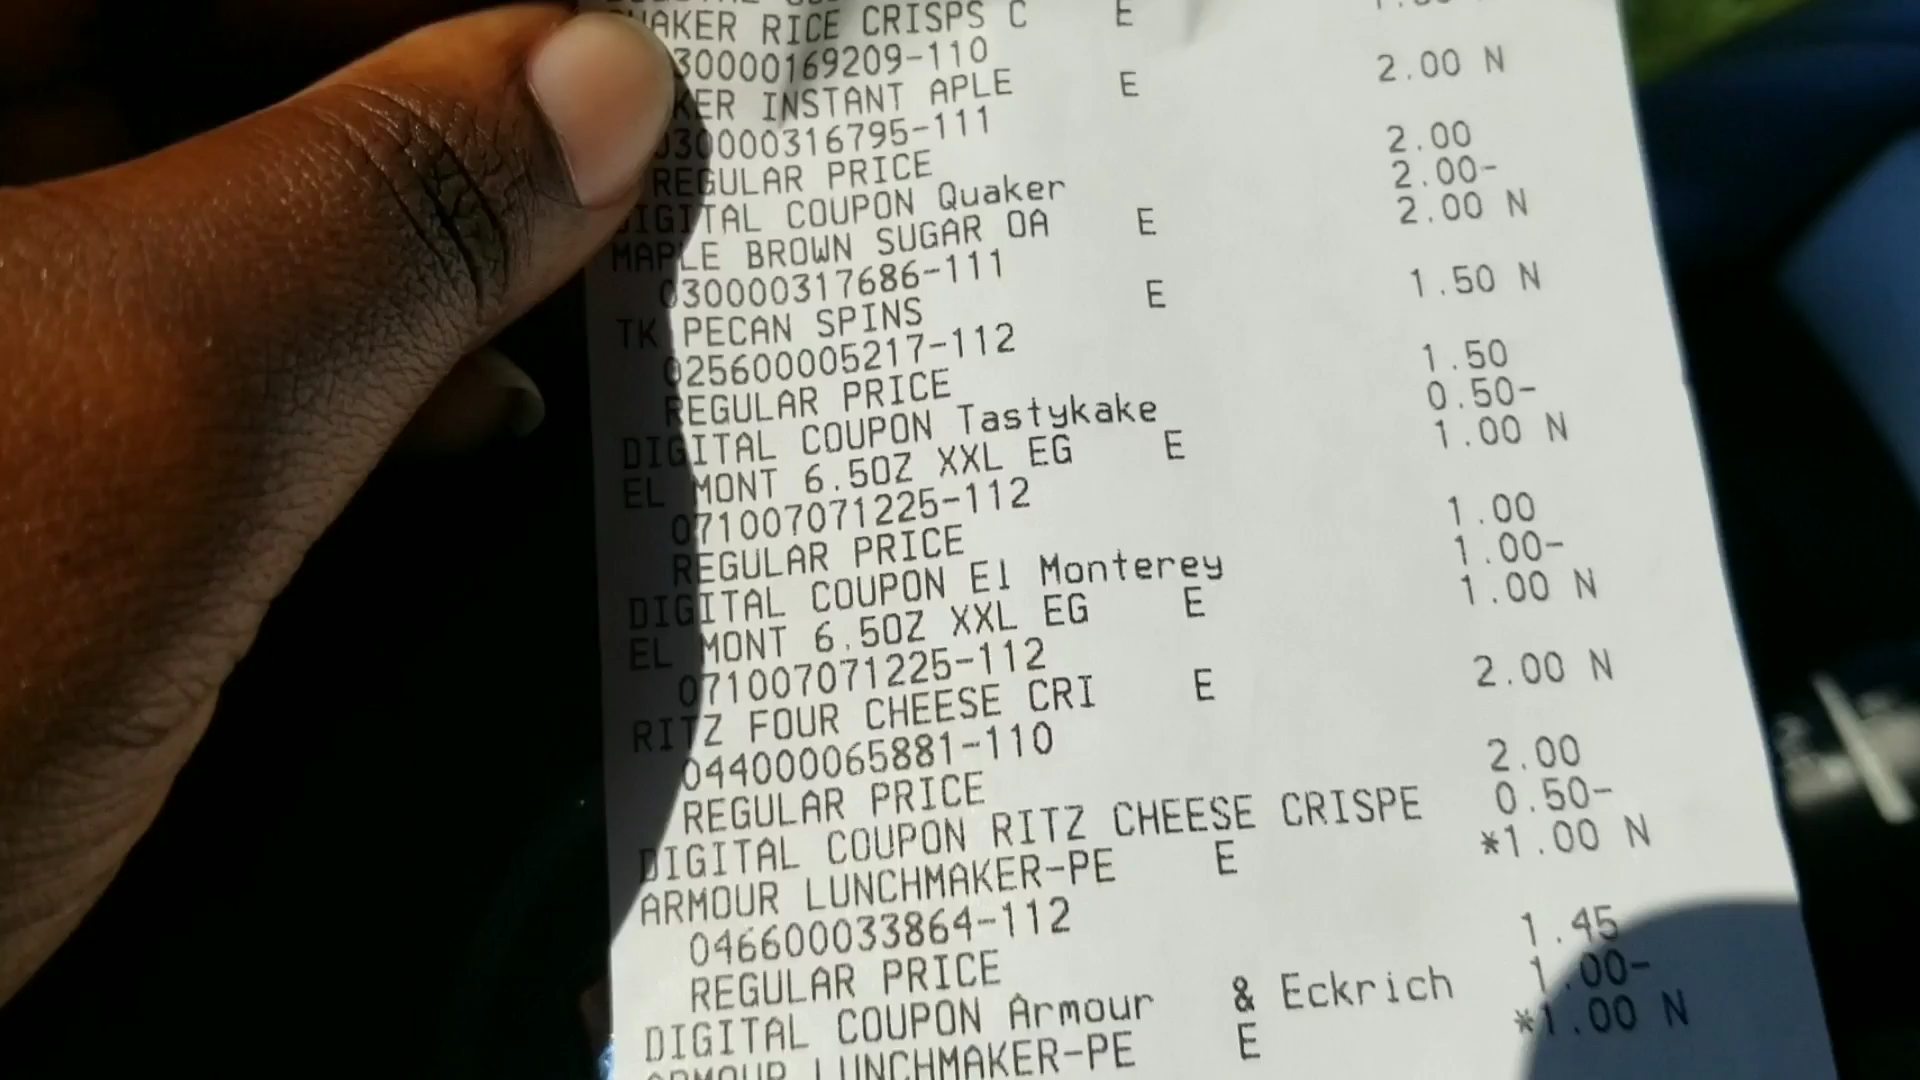 QUAKER RICE CRISPS C E
30000169209-110
KER INSTANT APLE E 2.00 N
030000316795-111
REGULAR PRICE 2.00
DIGITAL COUPON Quaker 2.00-
MAPLE BROWN SUGAR OA E 2.00 N
030000317686-111
TK PECAN SPINS E 1.50 N
025600005217-112
REGULAR PRICE 1.50
DIGITAL COUPON Tastykake 0.50-
EL MONT 6.5OZ XXL EG E 1.00 N
071007071225-112
REGULAR PRICE 1.00
DIGITAL COUPON El Monterey 1.00-
EL MONT 6.5OZ XXL EG E 1.00 N
071007071225-112
RITZ FOUR CHEESE CRI E 2.00 N
044000065881-110
REGULAR PRICE 2.00
DIGITAL COUPON RITZ CHEESE CRISPE 0.50-
ARMOUR LUNCHMAKER-PE E *1.00 N
046600033864-112
REGULAR PRICE 1.45
DIGITAL COUPON Armour & Eckrich 1.00-
ARMOUR LUNCHMAKER-PE E *1.00 N